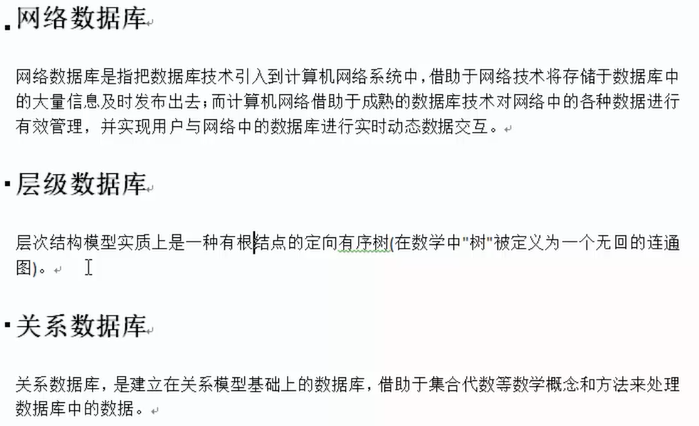 网络数据库
网络数据库是指把数据库技术引入到计算机网络系统中,借助于网络技术将存储于数据库中
的大量信息及时发布出去;而计算机网络借助于成熟的数据库技术对网络中的各种数据进行
有效管理，并实现用户与网络中的数据库进行实时动态数据交互。
层级数据库
层次结构模型实质上是一种有根结点的定向有序树(在数学中"树"被定义为一个无回的连通
图)。
关系数据库
关系数据库，是建立在关系模型基础上的数据库，借助于集合代数等数学概念和方法来处理
数据库中的数据。